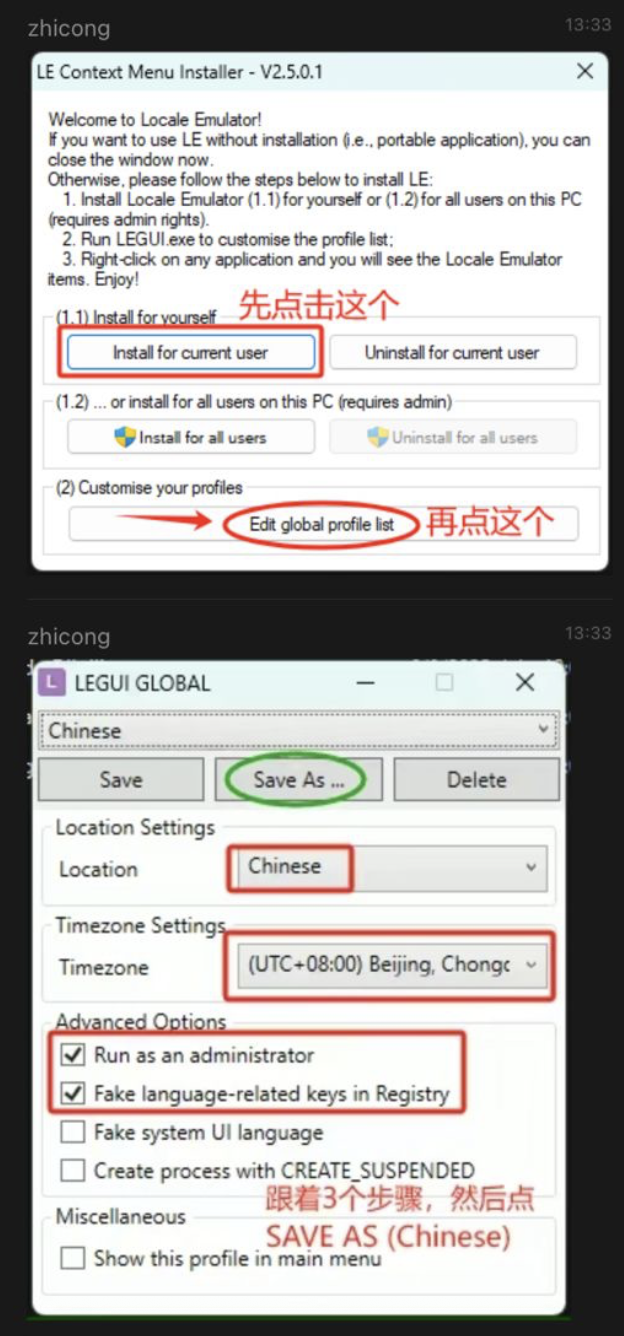 zhicong
13:33
LE Context Menu Installer - V2.5.0.1
Welcome to Locale Emulator!
If you want to use LE without installation (i.e., portable application), you can
close the window now.
Otherwise, please follow the steps below to install LE:
1. Install Locale Emulator (1.1) for yourself or (1.2) for all users on this PC
(requires admin rights).
2. Run LEGUI.exe to customise the profile list;
3. Right-click on any application and you will see the Locale Emulator
items. Enjoy!
先点击这个
(1.1) Install for yourself
Install for current user
Uninstall for current user
(1.2) ... or install for all users on this PC (requires admin)
Install for all users
Uninstall for all users
(2) Customise your profiles
Edit global profile list
再点这个
zhicong
13:33
L
LEGUI GLOBAL
Chinese
Save
Save As ...
Delete
Location Settings
Location
Chinese
Timezone Settings
Timezone
(UTC+08:00) Beijing, Chongc
Advanced Options
Run as an administrator
Fake language-related keys in Registry
Fake system UI language
Create process with CREATE_SUSPENDED
跟着3个步骤，然后点
SAVE AS (Chinese)
Miscellaneous
Show this profile in main menu